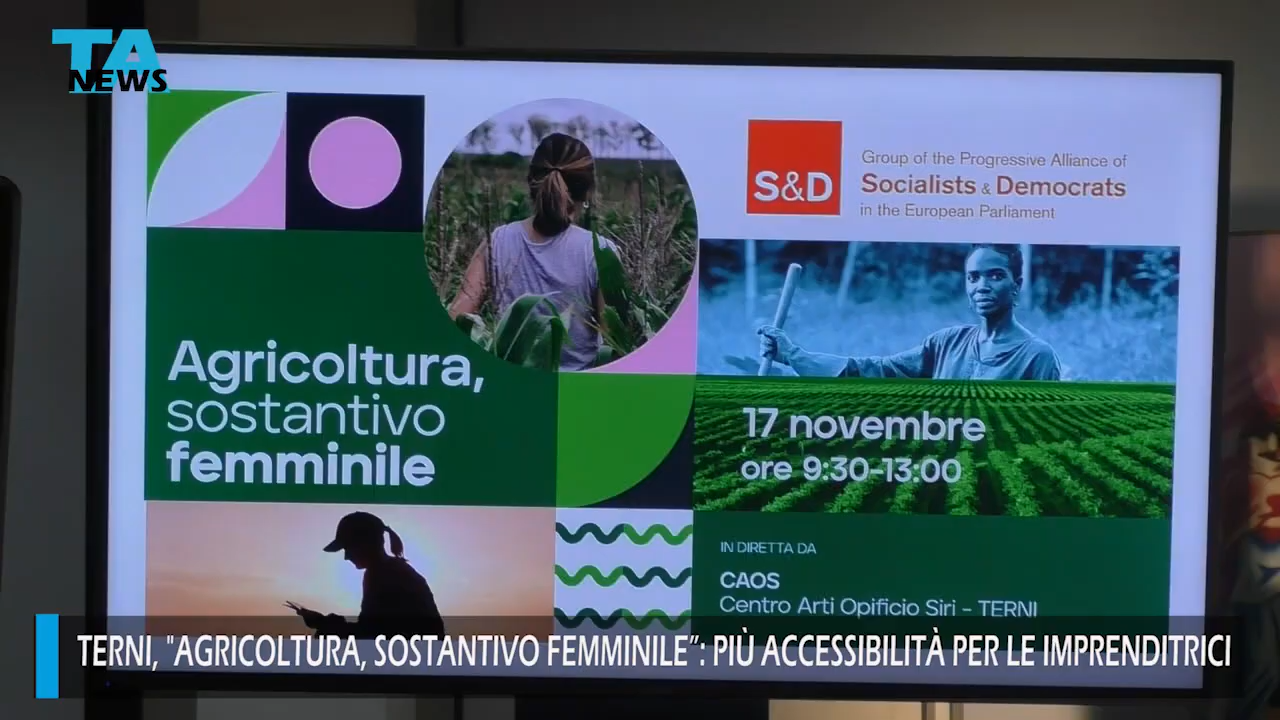 TA
NEWS
S&D
Group of the Progressive Alliance of
Socialists & Democrats
in the European Parliament
Agricoltura,
sostantivo
femminile
17 novembre
ore 9:30-13:00
IN DIRETTA DA
CAOS
Centro Arti Opificio Siri - TERNI
TERNI, "AGRICOLTURA, SOSTANTIVO FEMMINILE”: PIÙ ACCESSIBILITÀ PER LE IMPRENDITRICI